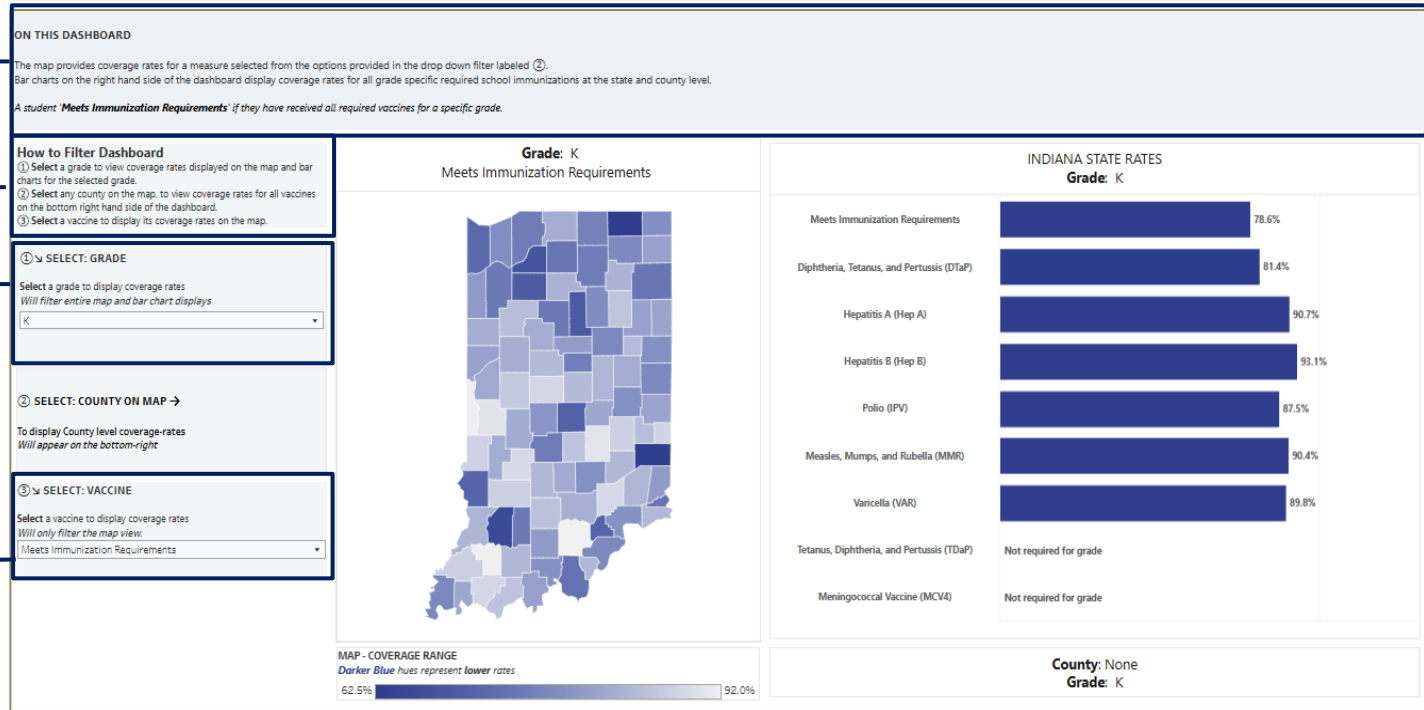 ON THIS DASHBOARD
The map provides coverage rates for a measure selected from the options provided in the drop down filter labeled ②.
Bar charts on the right hand side of the dashboard display coverage rates for all grade specific required school immunizations at the state and county level.
A student 'Meets Immunization Requirements' if they have received all required vaccines for a specific grade.
How to Filter Dashboard
① Select a grade to view coverage rates displayed on the map and bar
charts for the selected grade.
② Select any county on the map, to view coverage rates for all vaccines
on the bottom right hand side of the dashboard.
③ Select a vaccine to display its coverage rates on the map.
①↘ SELECT: GRADE
Select a grade to display coverage rates
Will filter entire map and bar chart displays
K
② SELECT: COUNTY ON MAP →
To display County level coverage-rates
Will appear on the bottom-right
③↘ SELECT: VACCINE
Select a vaccine to display coverage rates
Will only filter the map view.
Meets Immunization Requirements
Grade: K
Meets Immunization Requirements
MAP - COVERAGE RANGE
Darker Blue hues represent lower rates
62.5% 92.0%
INDIANA STATE RATES
Grade: K
Meets Immunization Requirements 78.6%
Diphtheria, Tetanus, and Pertussis (DTaP) 81.4%
Hepatitis A (Hep A) 90.7%
Hepatitis B (Hep B) 93.1%
Polio (IPV) 87.5%
Measles, Mumps, and Rubella (MMR) 90.4%
Varicella (VAR) 89.8%
Tetanus, Diphtheria, and Pertussis (TDaP) Not required for grade
Meningococcal Vaccine (MCV4) Not required for grade
County: None
Grade: K